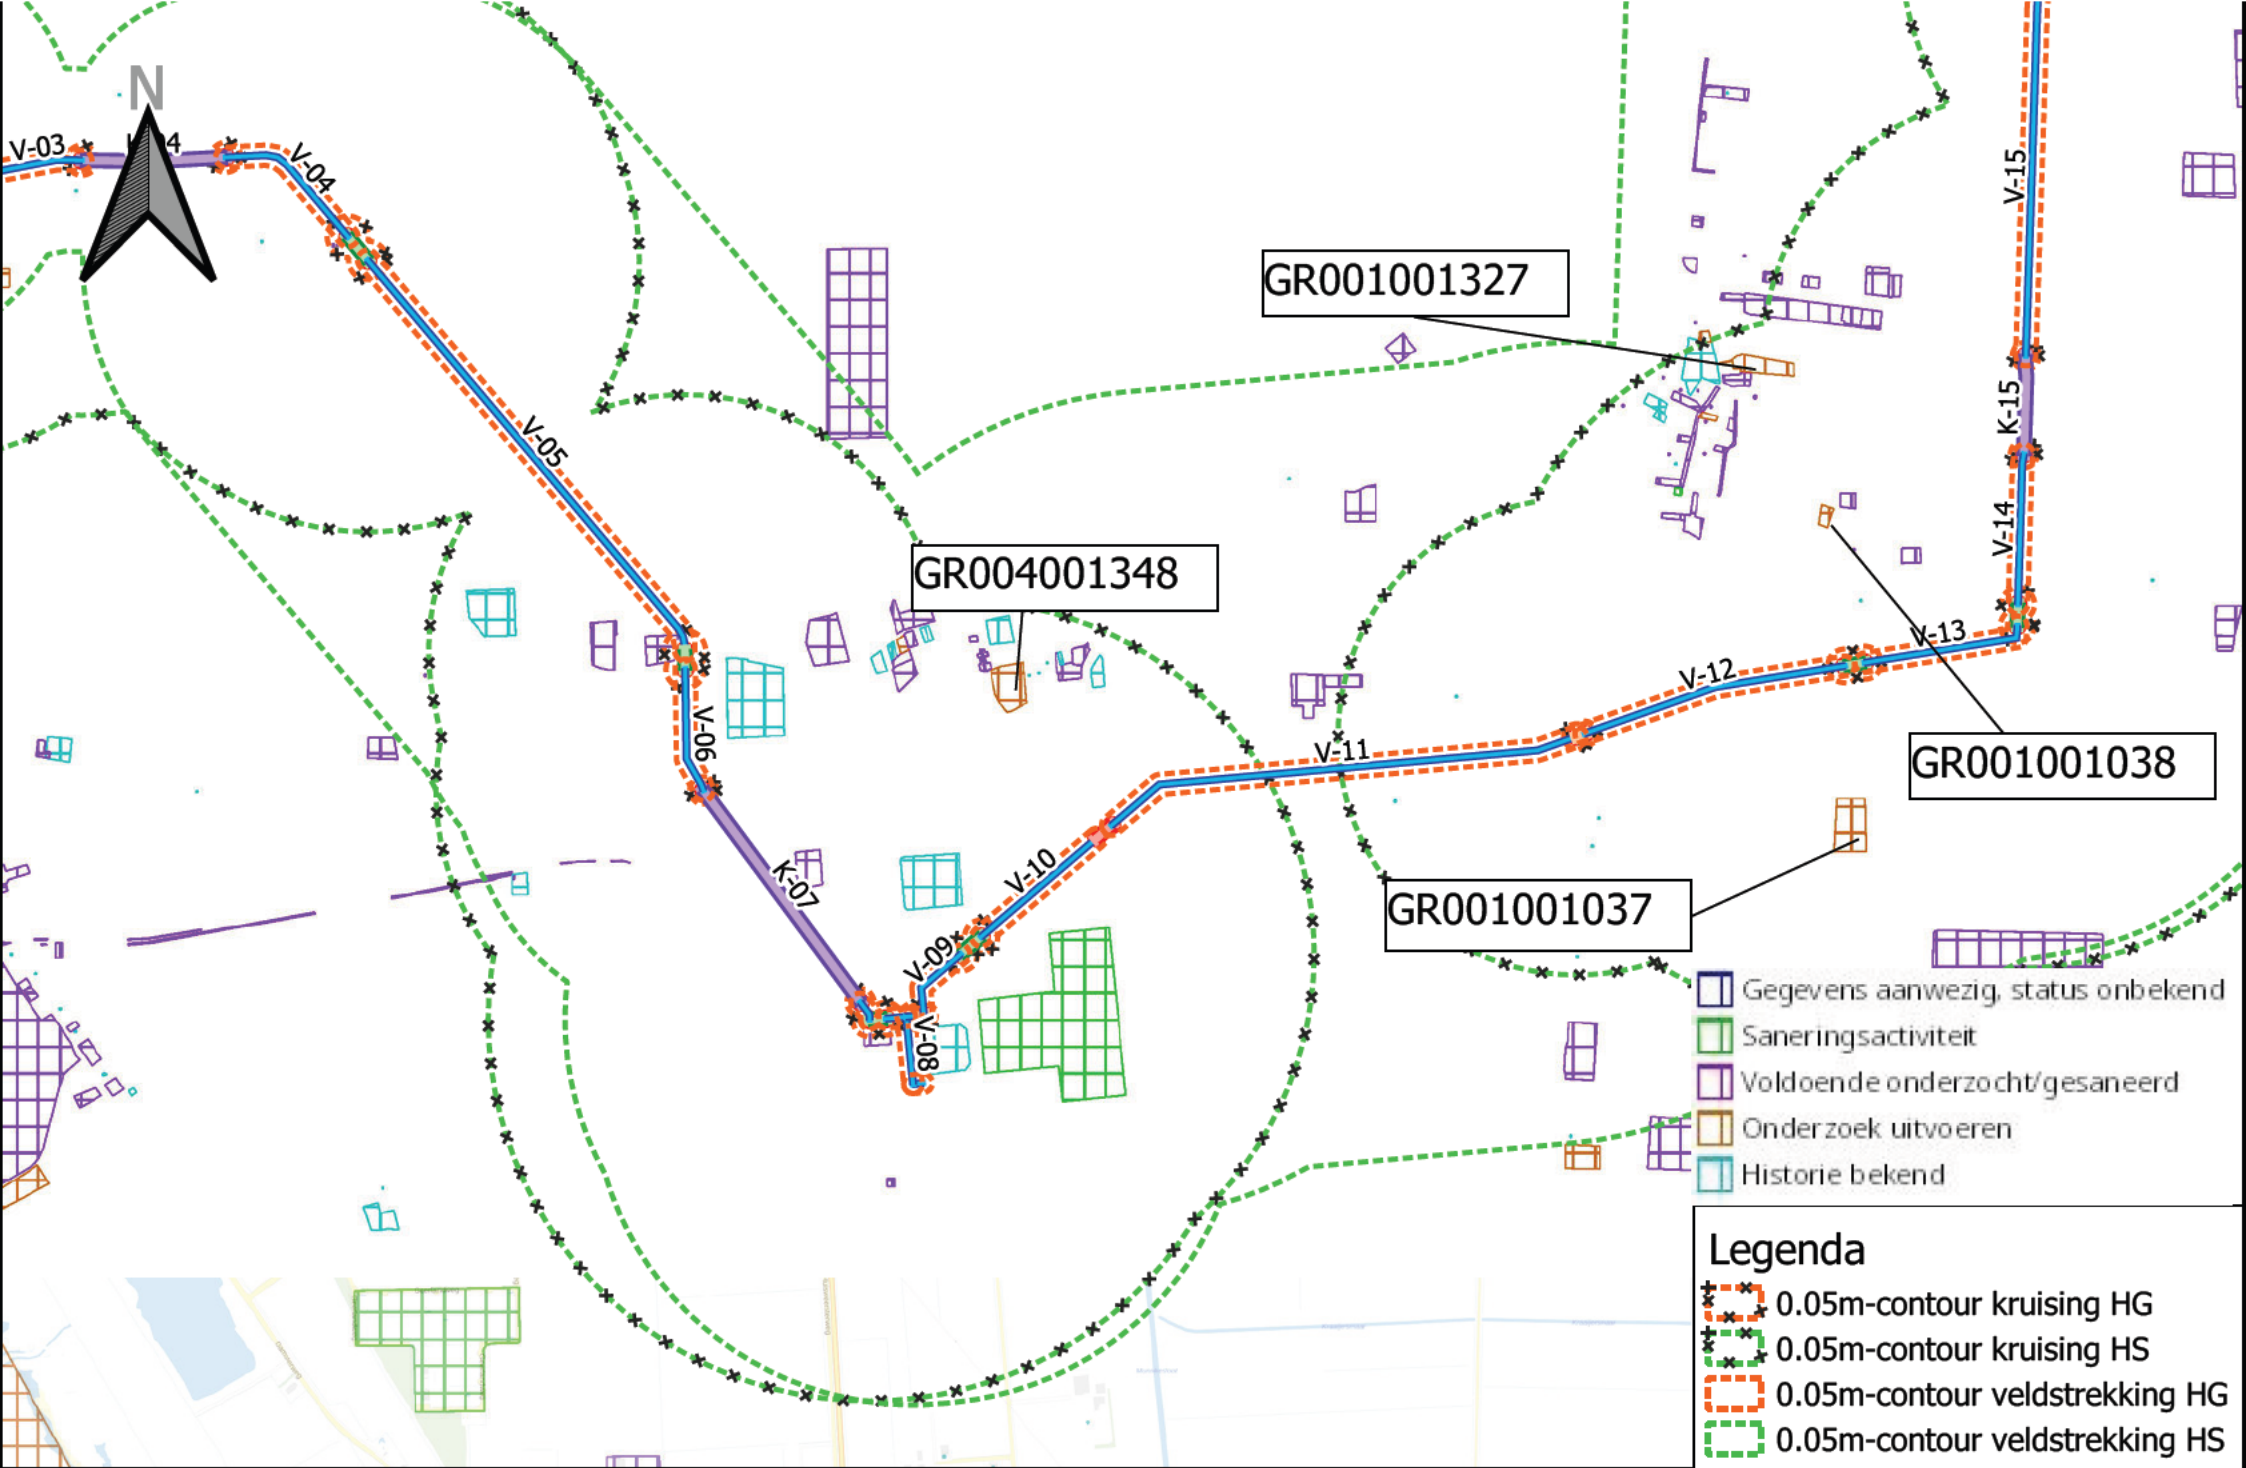 N
V-03
04
V-04
V-15
GR001001327
K-15
V-05
V-14
GR004001348
V-13
V-12
V-06
V-11
GR001001038
K-07
V-10
GR001001037
V-09
V-08
Gegevens aanwezig, status onbekend
Saneringsactiviteit
Voldoende onderzocht/gesaneerd
Onderzoek uitvoeren
Historie bekend
Legenda
0.05m-contour kruising HG
0.05m-contour kruising HS
0.05m-contour veldstrekking HG
0.05m-contour veldstrekking HS